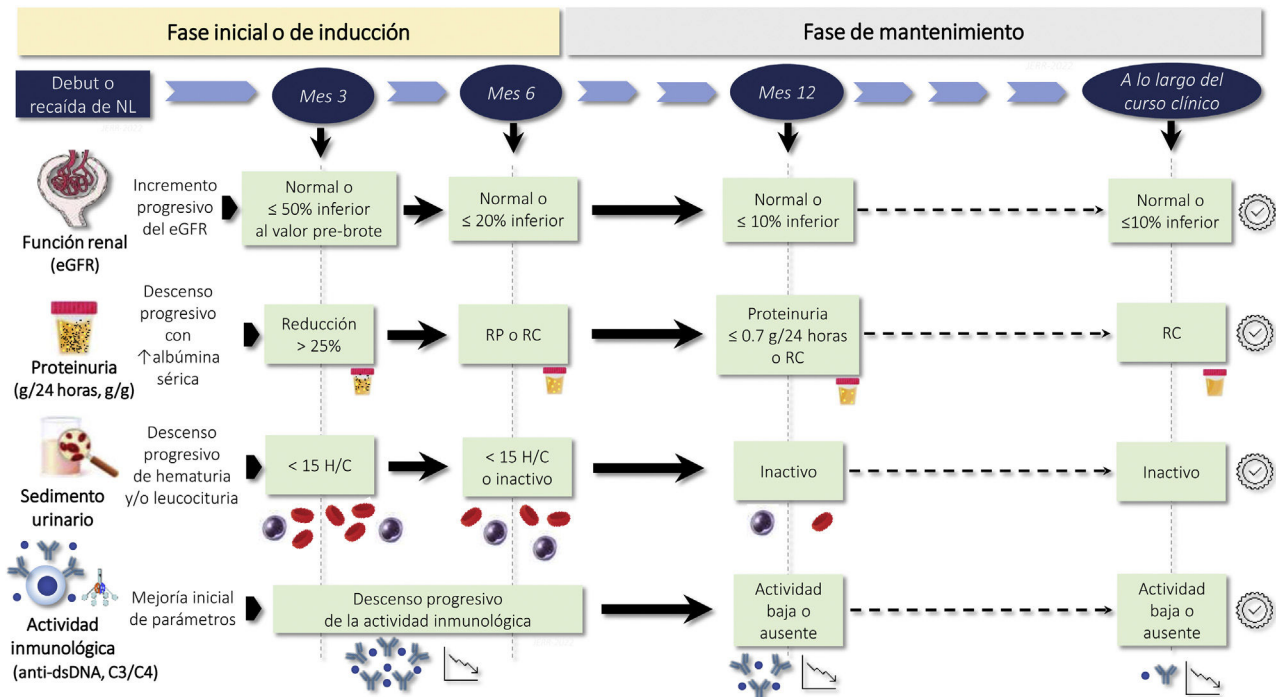 Fase inicial o de inducción
Fase de mantenimiento
Debut o
recaída de NL
Mes 3
Mes 6
Mes 12
A lo largo del
curso clínico
Función renal
(eGFR)
Incremento
progresivo
del eGFR
Normal o
≤ 50% inferior
al valor pre-brote
Normal o
≤ 20% inferior
Normal o
≤ 10% inferior
Normal o
≤10% inferior
Proteinuria
(g/24 horas, g/g)
Descenso
progresivo
con
↑albúmina
sérica
Reducción
> 25%
RP o RC
Proteinuria
≤ 0.7 g/24 horas
o RC
RC
Sedimento
urinario
Descenso
progresivo
de hematuria
y/o leucocituria
< 15 H/C
< 15 H/C
o inactivo
Inactivo
Inactivo
Actividad
inmunológica
(anti-dsDNA, C3/C4)
Mejoría inicial
de parámetros
Descenso progresivo
de la actividad inmunológica
Actividad
baja o
ausente
Actividad
baja o
ausente